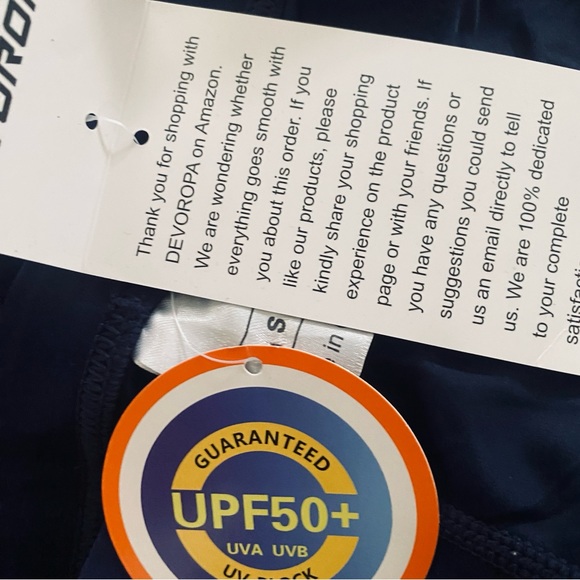 Thank you for shopping with
DEVOROPA on Amazon.
We are wondering whether
everything goes smooth with
you about this order. If you
like our products, please
kindly share your shopping
experience on the product
page or with your friends. If
you have any questions or
suggestions you could send
us an email directly to tell
us. We are 100% dedicated
to your complete
S
in
GUARANTEED
UPF50+
UVA UVB
UV BLOCK